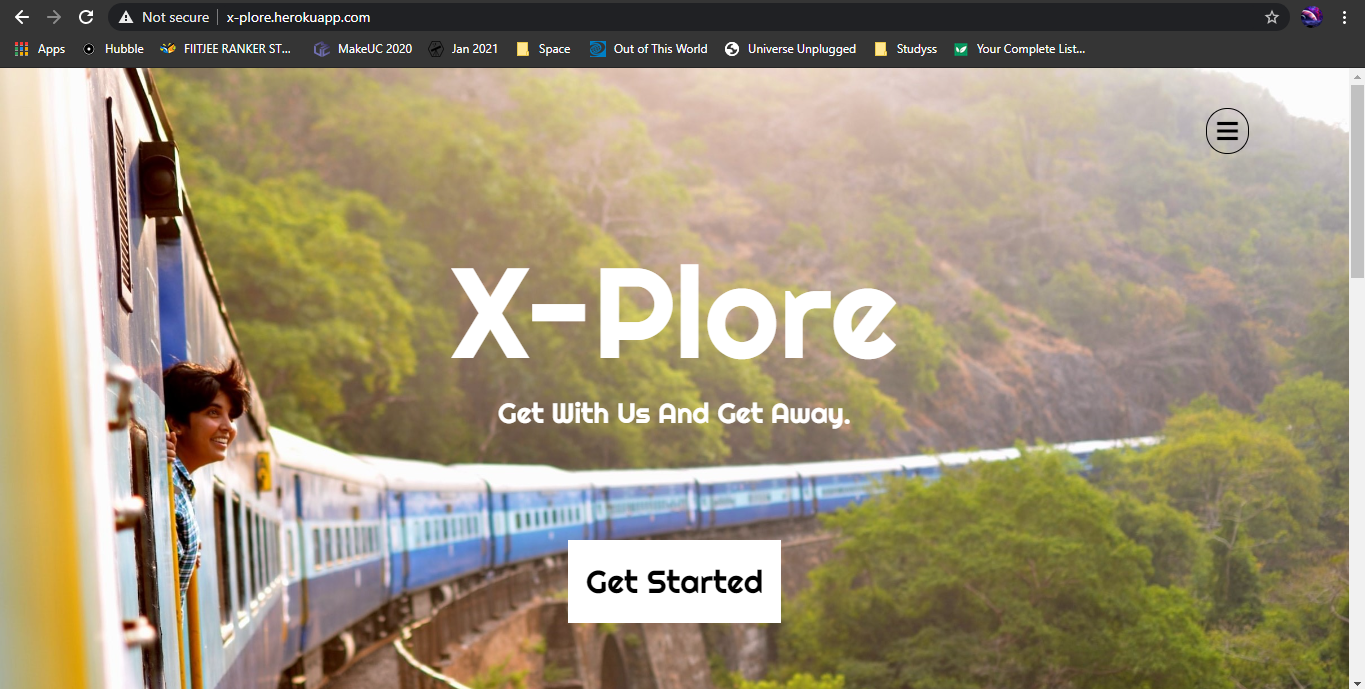 Not secure | x-plore.herokuapp.com
Apps Hubble FIITJEE RANKER ST... MakeUC 2020 Jan 2021 Space Out of This World Universe Unplugged Studyss Your Complete List...
X-Plore
Get With Us And Get Away.
Get Started